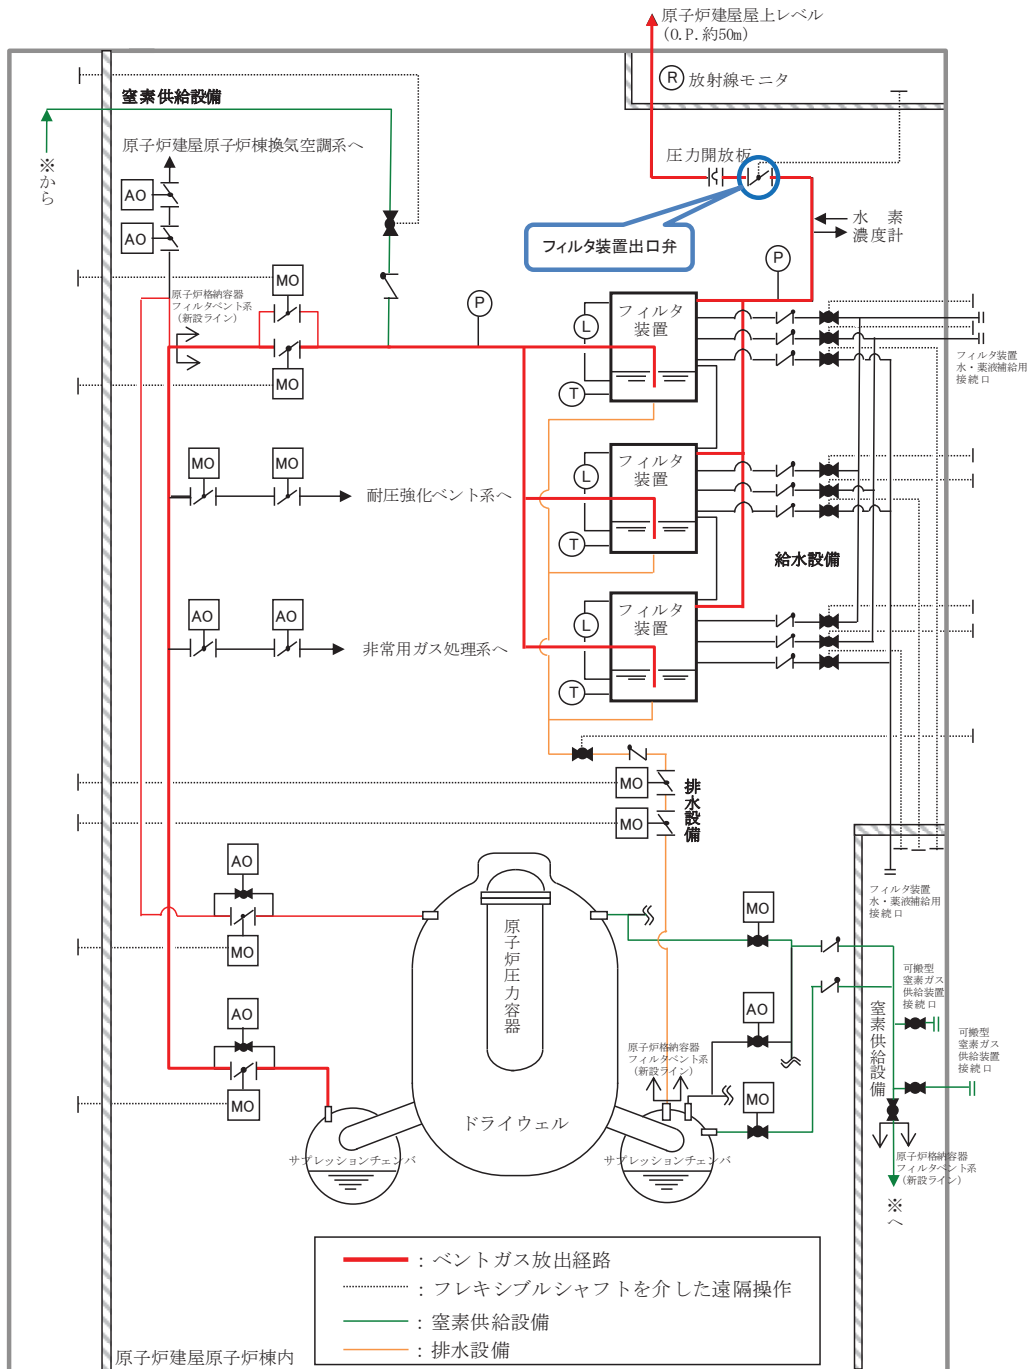 原子炉建屋屋上レベル
(O.P.約50m)
R 放射線モニタ
窒素供給設備
原子炉建屋原子炉棟換気空調系へ
※から
圧力開放板
AO
AO
水 素
濃度計
フィルタ装置出口弁
P
MO
原子炉格納容器
フィルタベント系
(新設ライン)
P
フィルタ
装置
L
T
MO
フィルタ装置
水・薬液補給用
接続口
MO
MO
耐圧強化ベント系へ
フィルタ
装置
L
T
給水設備
AO
AO
非常用ガス処理系へ
フィルタ
装置
L
T
MO
MO
排水設備
AO
MO
原子炉圧力容器
フィルタ装置
水・薬液補給用
接続口
MO
可搬型
窒素ガス
供給装置
接続口
AO
AO
窒素供給設備
可搬型
窒素ガス
供給装置
接続口
原子炉格納容器
フィルタベント系
(新設ライン)
MO
MO
ドライウェル
サプレッションチェンバ
サプレッションチェンバ
原子炉格納容器
フィルタベント系
(新設ライン)
※へ
：ベントガス放出経路
：フレキシブルシャフトを介した遠隔操作
：窒素供給設備
：排水設備
原子炉建屋原子炉棟内